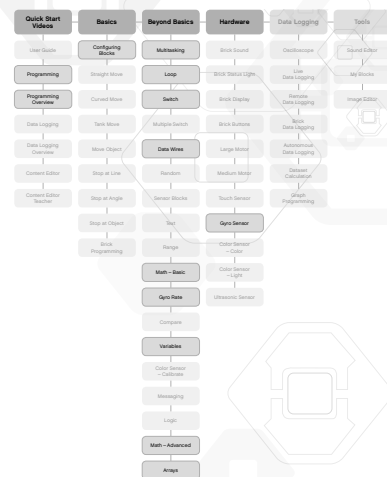 Quick Start
Videos
User Guide
Programming
Programming
Overview
Data Logging
Data Logging
Overview
Content Editor
Content Editor
Teacher
Basics
Configuring
Blocks
Straight Move
Curved Move
Tank Move
Move Object
Stop at Line
Stop at Angle
Stop at Object
Brick
Programming
Beyond Basics
Multitasking
Loop
Switch
Multiple Switch
Data Wires
Random
Sensor Blocks
Text
Range
Math – Basic
Gyro Rate
Compare
Variables
Color Sensor
– Calibrate
Messaging
Logic
Math – Advanced
Arrays
Hardware
Brick Sound
Brick Status Light
Brick Display
Brick Buttons
Large Motor
Medium Motor
Touch Sensor
Gyro Sensor
Color Sensor
– Color
Color Sensor
– Light
Ultrasonic Sensor
Data Logging
Oscilloscope
Live
Data Logging
Remote
Data Logging
Brick
Data Logging
Autonomous
Data Logging
Dataset
Calculation
Graph
Programming
Tools
Sound Editor
My Blocks
Image Editor